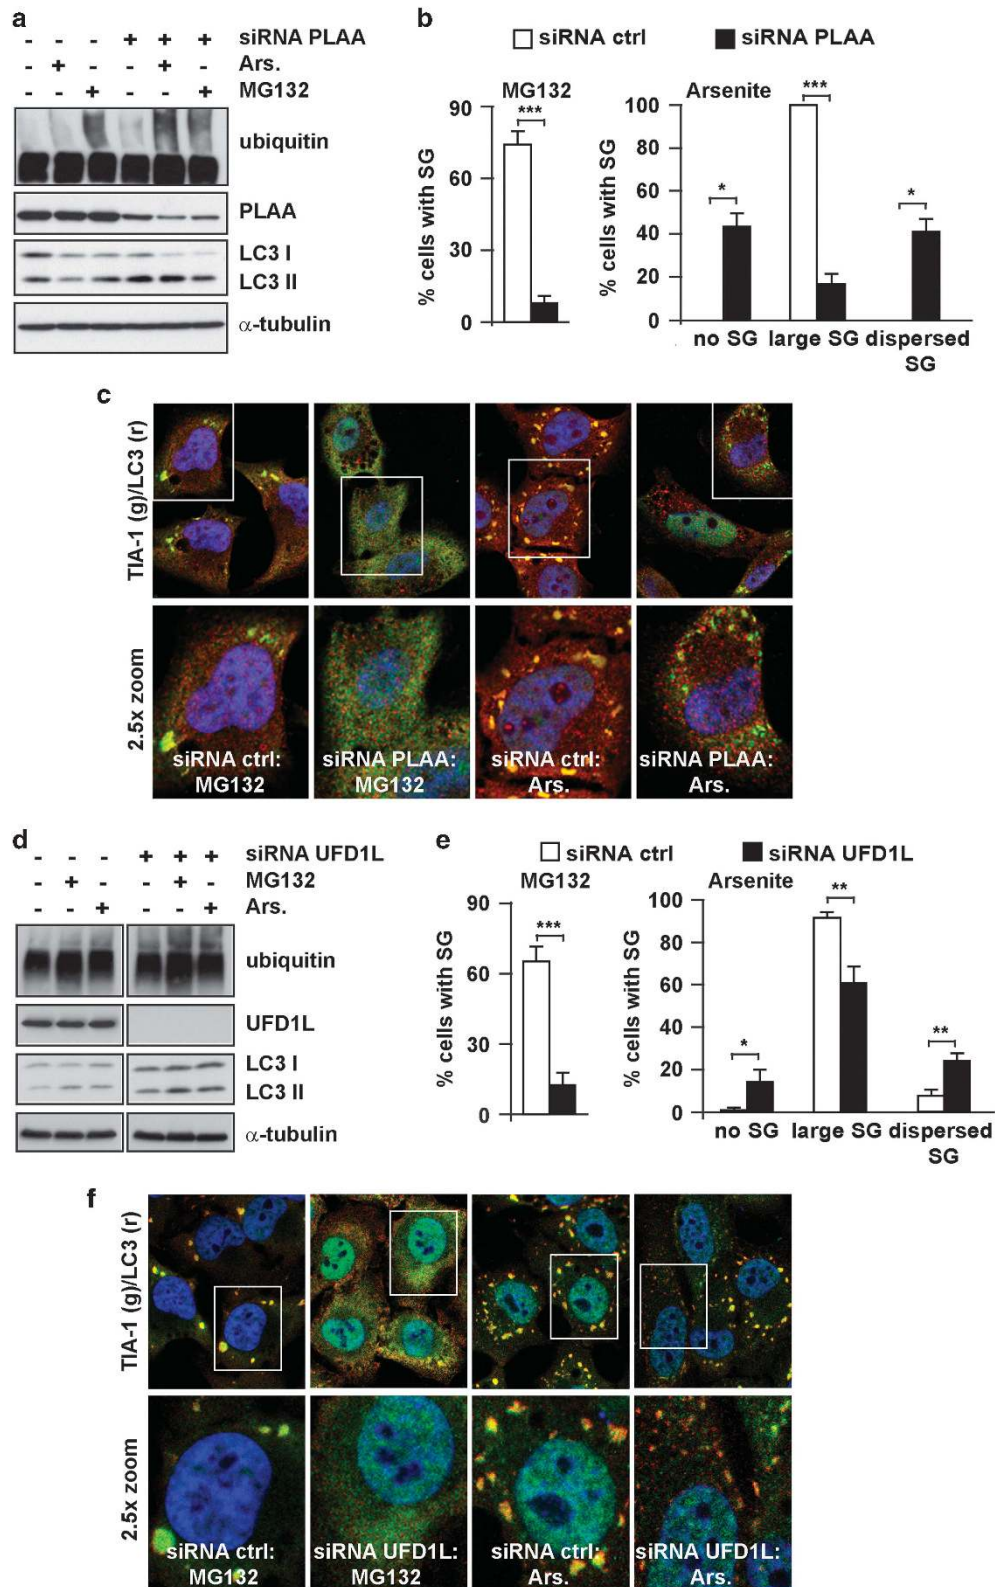 a
- - - + + + siRNA PLAA
- + - - + - Ars.
- - + - - + MG132
ubiquitin
PLAA
LC3 I
LC3 II
α-tubulin
b
siRNA ctrl siRNA PLAA
MG132
% cells with SG
90
60
30
0
***
Arsenite
% cells with SG
100
80
60
40
20
0
* *** *
no SG large SG dispersed
SG
c
TIA-1 (g)/LC3 (r)
2.5x zoom
siRNA ctrl:
MG132
siRNA PLAA:
MG132
siRNA ctrl:
Ars.
siRNA PLAA:
Ars.
d
- - - + + + siRNA UFD1L
- + - - + - MG132
- - + - - + Ars.
ubiquitin
UFD1L
LC3 I
LC3 II
α-tubulin
e
siRNA ctrl siRNA UFD1L
MG132
% cells with SG
90
60
30
0
***
Arsenite
% cells with SG
100
80
60
40
20
0
* ** **
no SG large SG dispersed
SG
f
TIA-1 (g)/LC3 (r)
2.5x zoom
siRNA ctrl:
MG132
siRNA UFD1L:
MG132
siRNA ctrl:
Ars.
siRNA UFD1L:
Ars.